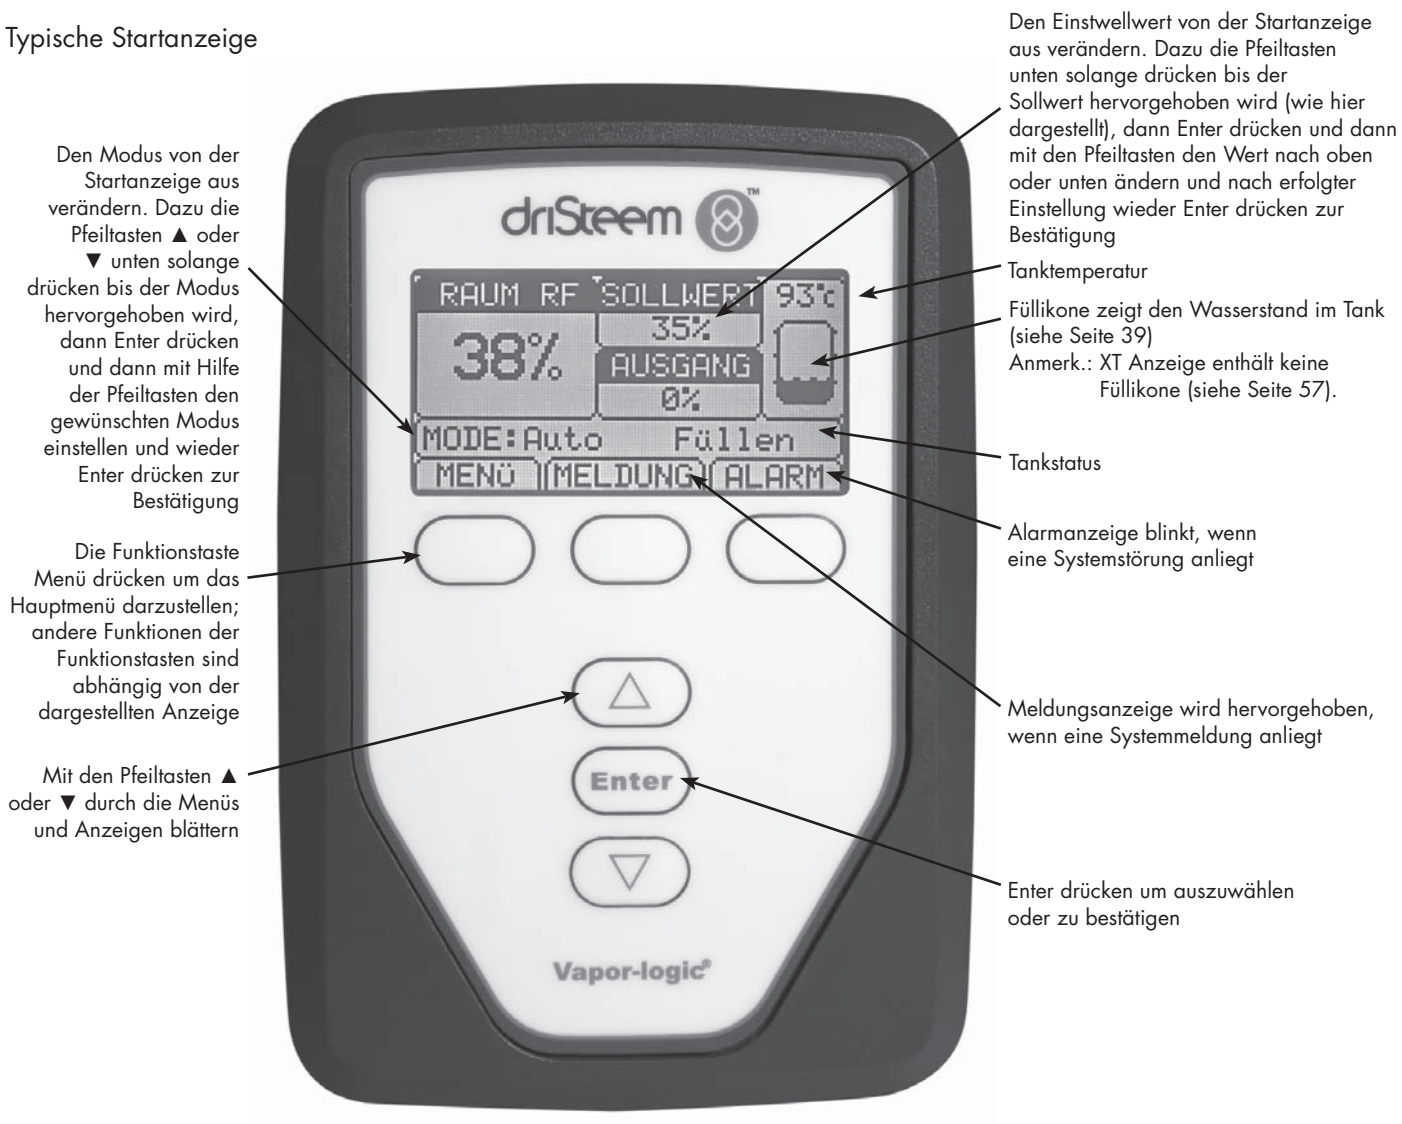 Typische Startanzeige
Den Modus von der
Startanzeige aus
verändern. Dazu die
Pfeiltasten ▲ oder
▼ unten solange
drücken bis der Modus
hervorgehoben wird,
dann Enter drücken
und dann mit Hilfe
der Pfeiltasten den
gewünschten Modus
einstellen und wieder
Enter drücken zur
Bestätigung
Die Funktionstaste
Menü drücken um das
Hauptmenü darzustellen;
andere Funktionen der
Funktionstasten sind
abhängig von der
dargestellten Anzeige
Mit den Pfeiltasten ▲
oder ▼ durch die Menüs
und Anzeigen blättern
driSteem ™
RAUM RF SOLLWERT 93°c
35%
38%
AUSGANG
0%
MODE:Auto Füllen
MENÜ MELDUNG ALARM
Enter
Vapor-logic®
Den Einstwellwert von der Startanzeige
aus verändern. Dazu die Pfeiltasten
unten solange drücken bis der
Sollwert hervorgehoben wird (wie hier
dargestellt), dann Enter drücken und dann
mit den Pfeiltasten den Wert nach oben
oder unten ändern und nach erfolgter
Einstellung wieder Enter drücken zur
Bestätigung
Tanktemperatur
Füllikone zeigt den Wasserstand im Tank
(siehe Seite 39)
Anmerk.: XT Anzeige enthält keine
Füllikone (siehe Seite 57).
Tankstatus
Alarmanzeige blinkt, wenn
eine Systemstörung anliegt
Meldungsanzeige wird hervorgehoben,
wenn eine Systemmeldung anliegt
Enter drücken um auszuwählen
oder zu bestätigen